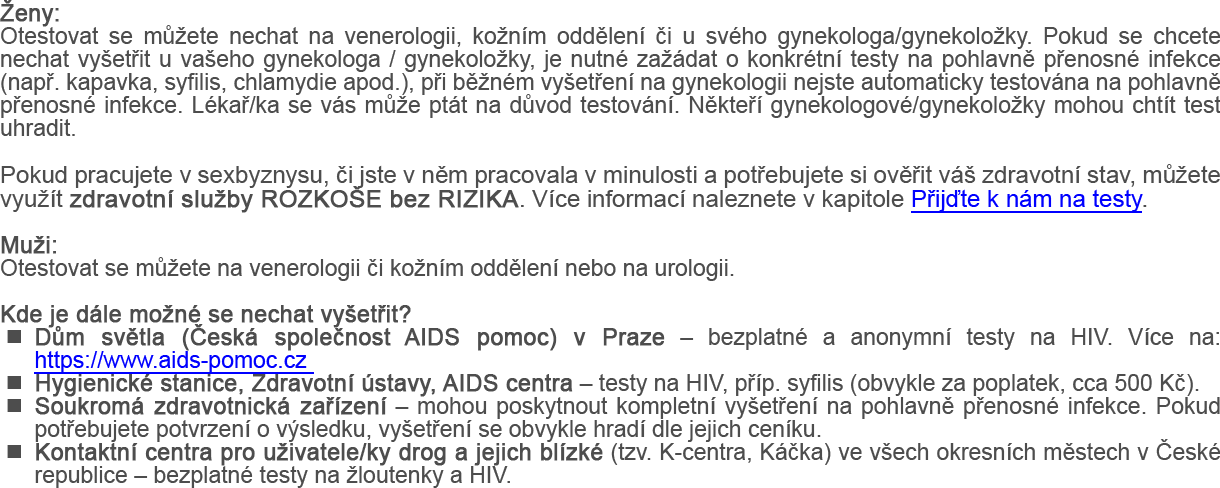 Ženy:
Otestovat se můžete nechat na venerologii, kožním oddělení či u svého gynekologa/gynekoložky. Pokud se chcete
nechat vyšetřit u vašeho gynekologa / gynekoložky, je nutné zažádat o konkrétní testy na pohlavně přenosné infekce
(např. kapavka, syfilis, chlamydie apod.), při běžném vyšetření na gynekologii nejste automaticky testována na pohlavně
přenosné infekce. Lékař/ka se vás může ptát na důvod testování. Někteří gynekologové/gynekoložky mohou chtít test
uhradit.
Pokud pracujete v sexbyznysu, či jste v něm pracovala v minulosti a potřebujete si ověřit váš zdravotní stav, můžete
využít zdravotní služby ROZKOŠE bez RIZIKA. Více informací naleznete v kapitole Přijďte k nám na testy.
Muži:
Otestovat se můžete na venerologii či kožním oddělení nebo na urologii.
Kde je dále možné se nechat vyšetřit?
■ Dům světla (Česká společnost AIDS pomoc) v Praze – bezplatné a anonymní testy na HIV. Více na:
https://www.aids-pomoc.cz
■ Hygienické stanice, Zdravotní ústavy, AIDS centra – testy na HIV, příp. syfilis (obvykle za poplatek, cca 500 Kč).
■ Soukromá zdravotnická zařízení – mohou poskytnout kompletní vyšetření na pohlavně přenosné infekce. Pokud
potřebujete potvrzení o výsledku, vyšetření se obvykle hradí dle jejich ceníku.
■ Kontaktní centra pro uživatele/ky drog a jejich blízké (tzv. K-centra, Káčka) ve všech okresních městech v České
republice – bezplatné testy na žloutenky a HIV.